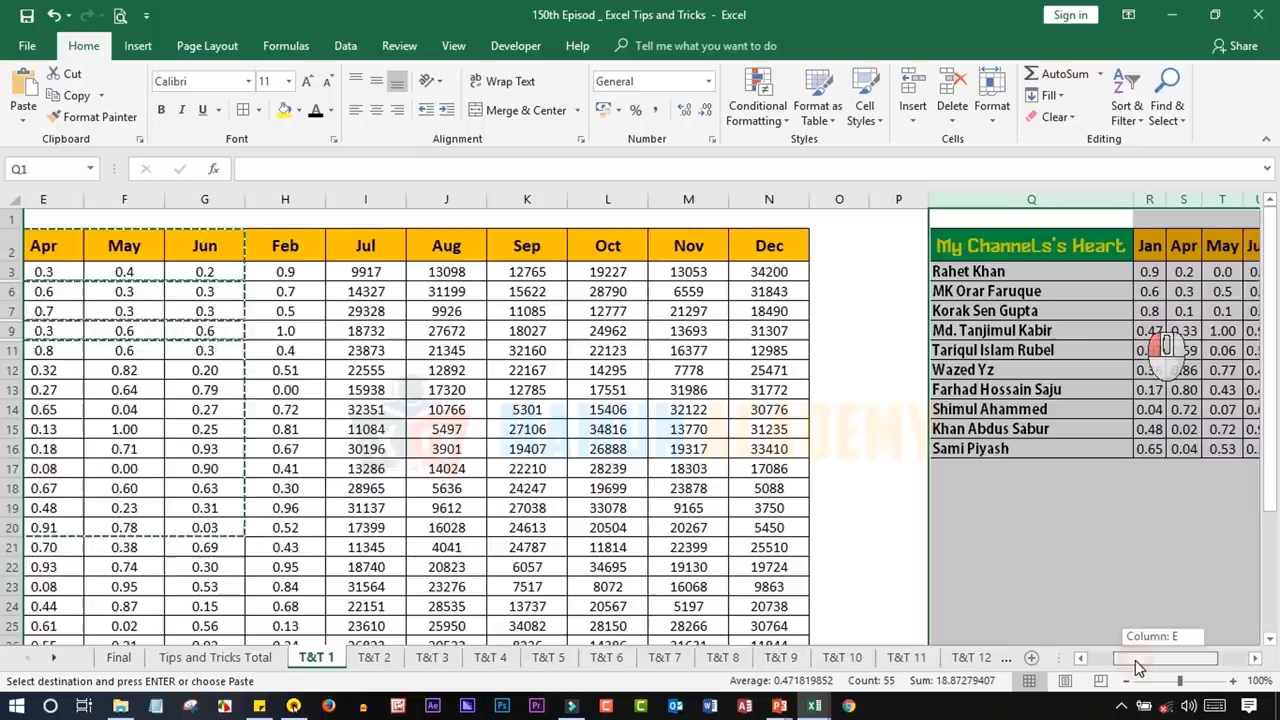 150th Episod _ Excel Tips and Tricks - Excel
Sign in
File Home Insert Page Layout Formulas Data Review View Developer Help Tell me what you want to do Share
Paste Cut Copy Format Painter Clipboard
Calibri 11 B I U Font
Wrap Text Merge & Center Alignment
General % , Number
Conditional Formatting Format as Table Cell Styles Styles
Insert Delete Format Cells
AutoSum Fill Clear Sort & Filter Find & Select Editing
Q1 fx
E F G H I J K L M N O P Q R S T U
1
2 Apr May Jun Feb Jul Aug Sep Oct Nov Dec My Channels's Heart Jan Apr May
3 0.3 0.4 0.2 0.9 9917 13098 12765 19227 13053 34200 Rahet Khan 0.9 0.2 0.0
6 0.6 0.3 0.3 0.7 14327 31199 15622 28790 6559 31843 MK Orar Faruque 0.6 0.3 0.5
7 0.7 0.3 0.3 0.5 29328 9926 11085 12777 21297 18490 Korak Sen Gupta 0.8 0.1 0.1
9 0.3 0.6 0.6 1.0 18732 27672 18027 24962 13693 31307 Md. Tanjimul Kabir 0.47 0.33 1.00
11 0.8 0.6 0.3 0.4 23873 21345 32160 22123 16377 12985 Tariqul Islam Rubel 0.06
12 0.32 0.82 0.20 0.51 22555 12892 22167 14295 7778 25471 Wazed Yz 0.77
13 0.27 0.64 0.79 0.00 15938 17320 12785 17551 31986 31772 Farhad Hossain Saju 0.17 0.80 0.43
14 0.65 0.04 0.27 0.72 32351 10766 5301 15406 32122 30776 Shimul Ahammed 0.04 0.72 0.07
15 0.13 1.00 0.25 0.81 11084 5497 27106 34816 13770 31235 Khan Abdus Sabur 0.48 0.02 0.72
16 0.18 0.71 0.93 0.67 30196 3901 19407 26888 19317 33410 Sami Piyash 0.65 0.04 0.53
17 0.08 0.00 0.90 0.41 13286 14024 22210 28239 18303 17086
18 0.67 0.60 0.63 0.30 28965 5636 24247 19699 23878 5088
19 0.48 0.23 0.31 0.96 31137 9612 27038 33078 9165 3750
20 0.91 0.78 0.03 0.52 17399 16028 24613 20504 20267 5450
21 0.70 0.38 0.69 0.43 11345 4041 24787 11814 22399 25510
22 0.93 0.74 0.30 0.95 18740 20823 6057 34695 19130 19724
23 0.08 0.95 0.53 0.84 31564 23276 7517 8072 16068 9863
24 0.44 0.87 0.15 0.68 22151 28535 13737 20567 5197 20738
25 0.61 0.02 0.56 0.13 23610 25950 34082 28150 28266 30764
Column: E
Final Tips and Tricks Total T&T 1 T&T 2 T&T 3 T&T 4 T&T 5 T&T 6 T&T 7 T&T 8 T&T 9 T&T 10 T&T 11 T&T 12 ...
Select destination and press ENTER or choose Paste Average: 0.471819852 Count: 55 Sum: 18.87279407 100%